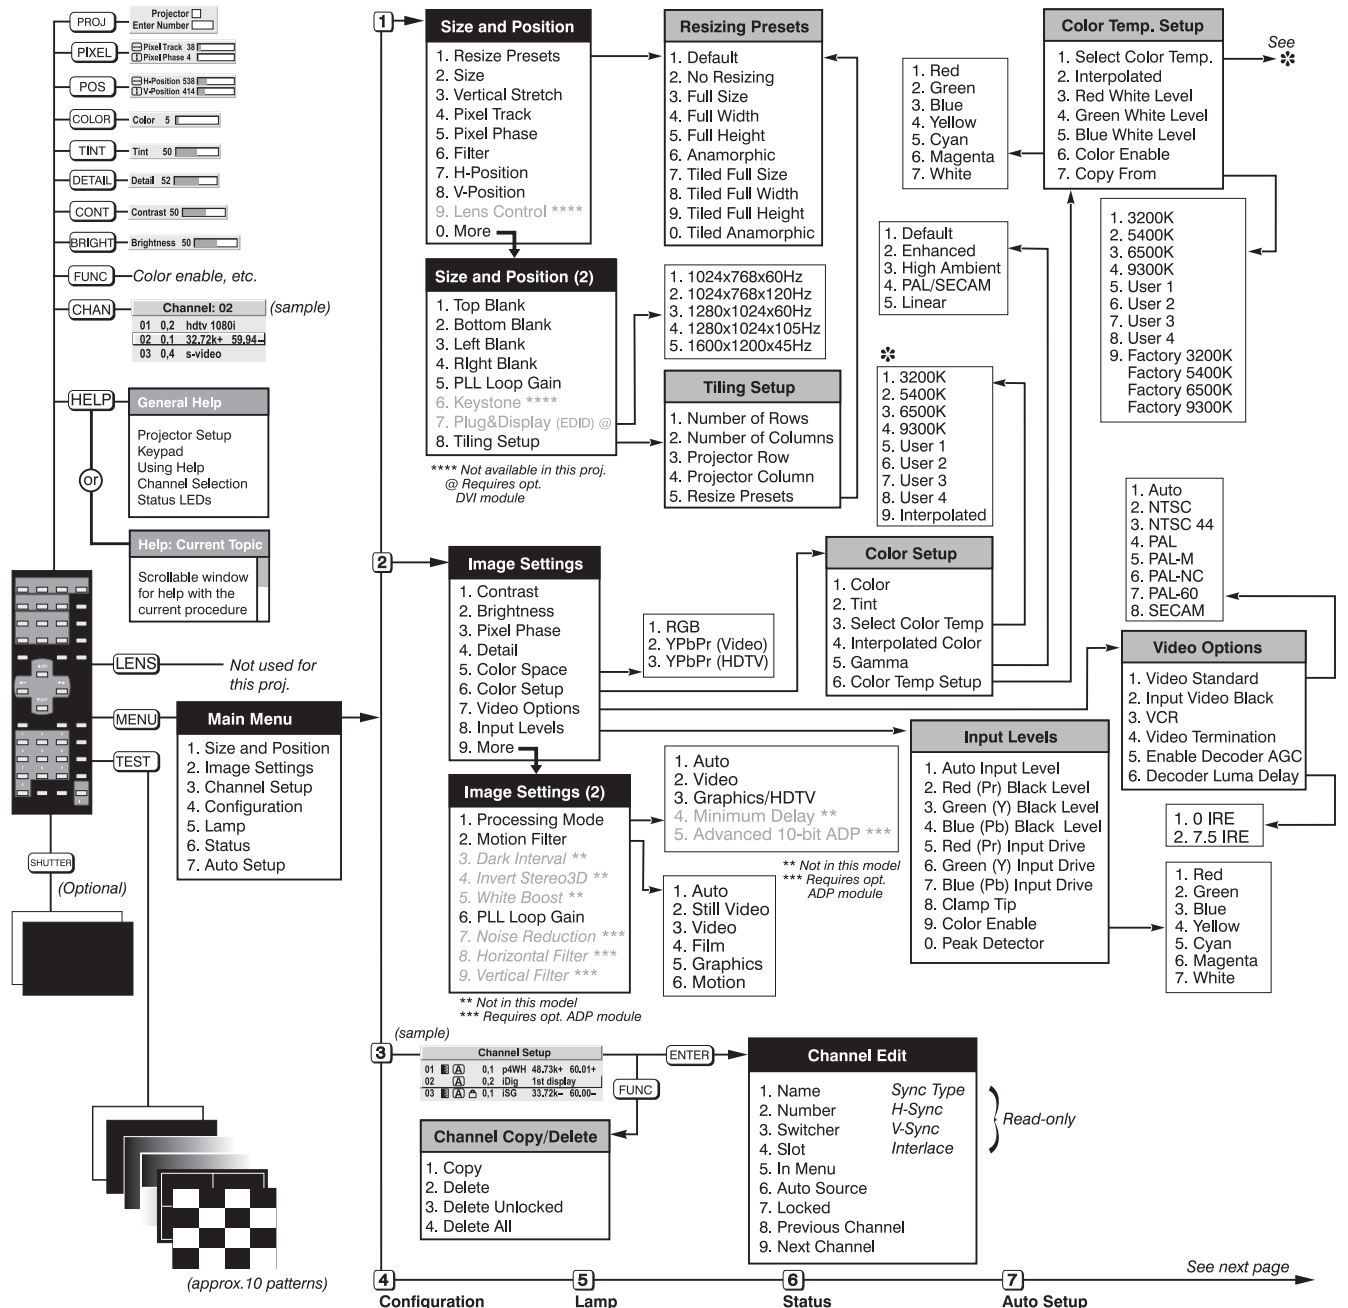 PROJ
Projector
Enter Number
PIXEL
Pixel Track 38
Pixel Phase 4
POS
H-Position 538
V-Position 414
COLOR
Color 5
TINT
Tint 50
DETAIL
Detail 52
CONT
Contrast 50
BRIGHT
Brightness 50
FUNC
Color enable, etc.
CHAN
Channel: 02
(sample)
01 0,2 hdtv 1080i
02 0,1 32.72k+ 59.94–
03 0,4 s-video
HELP
General Help
Projector Setup
Keypad
Using Help
Channel Selection
Status LEDs
or
Help: Current Topic
Scrollable window
for help with the
current procedure
LENS
Not used for
this proj.
MENU
Main Menu
1. Size and Position
2. Image Settings
3. Channel Setup
4. Configuration
5. Lamp
6. Status
7. Auto Setup
TEST
SHUTTER
(Optional)
(approx.10 patterns)
1
Size and Position
1. Resize Presets
2. Size
3. Vertical Stretch
4. Pixel Track
5. Pixel Phase
6. Filter
7. H-Position
8. V-Position
9. Lens Control ****
0. More
Size and Position (2)
1. Top Blank
2. Bottom Blank
3. Left Blank
4. RIght Blank
5. PLL Loop Gain
6. Keystone ****
7. Plug&Display (EDID) @
8. Tiling Setup
**** Not available in this proj.
@ Requires opt.
DVI module
Resizing Presets
1. Default
2. No Resizing
3. Full Size
4. Full Width
5. Full Height
6. Anamorphic
7. Tiled Full Size
8. Tiled Full Width
9. Tiled Full Height
0. Tiled Anamorphic
1. 1024x768x60Hz
2. 1024x768x120Hz
3. 1280x1024x60Hz
4. 1280x1024x105Hz
5. 1600x1200x45Hz
Tiling Setup
1. Number of Rows
2. Number of Columns
3. Projector Row
4. Projector Column
5. Resize Presets
Color Temp. Setup
1. Select Color Temp.
2. Interpolated
3. Red White Level
4. Green White Level
5. Blue White Level
6. Color Enable
7. Copy From
See
✻
1. Red
2. Green
3. Blue
4. Yellow
5. Cyan
6. Magenta
7. White
1. Default
2. Enhanced
3. High Ambient
4. PAL/SECAM
5. Linear
1. 3200K
2. 5400K
3. 6500K
4. 9300K
5. User 1
6. User 2
7. User 3
8. User 4
9. Factory 3200K
Factory 5400K
Factory 6500K
Factory 9300K
✻
1. 3200K
2. 5400K
3. 6500K
4. 9300K
5. User 1
6. User 2
7. User 3
8. User 4
9. Interpolated
2
Image Settings
1. Contrast
2. Brightness
3. Pixel Phase
4. Detail
5. Color Space
6. Color Setup
7. Video Options
8. Input Levels
9. More
1. RGB
2. YPbPr (Video)
3. YPbPr (HDTV)
Color Setup
1. Color
2. Tint
3. Select Color Temp
4. Interpolated Color
5. Gamma
6. Color Temp Setup
1. Auto
2. NTSC
3. NTSC 44
4. PAL
5. PAL-M
6. PAL-NC
7. PAL-60
8. SECAM
Video Options
1. Video Standard
2. Input Video Black
3. VCR
4. Video Termination
5. Enable Decoder AGC
6. Decoder Luma Delay
1. 0 IRE
2. 7.5 IRE
Input Levels
1. Auto Input Level
2. Red (Pr) Black Level
3. Green (Y) Black Level
4. Blue (Pb) Black Level
5. Red (Pr) Input Drive
6. Green (Y) Input Drive
7. Blue (Pb) Input Drive
8. Clamp Tip
9. Color Enable
0. Peak Detector
1. Red
2. Green
3. Blue
4. Yellow
5. Cyan
6. Magenta
7. White
Image Settings (2)
1. Processing Mode
2. Motion Filter
3. Dark Interval **
4. Invert Stereo3D **
5. White Boost **
6. PLL Loop Gain
7. Noise Reduction ***
8. Horizontal Filter ***
9. Vertical Filter ***
** Not in this model
*** Requires opt. ADP module
1. Auto
2. Video
3. Graphics/HDTV
4. Minimum Delay **
5. Advanced 10-bit ADP ***
** Not in this model
*** Requires opt.
ADP module
1. Auto
2. Still Video
3. Video
4. Film
5. Graphics
6. Motion
(sample)
3
Channel Setup
01 A 0,1 p4WH 48.73k+ 60.01+
02 A 0,2 iDig 1st display
03 A 0,1 iSG 33.72k– 60.00–
ENTER
FUNC
Channel Copy/Delete
1. Copy
2. Delete
3. Delete Unlocked
4. Delete All
Channel Edit
1. Name Sync Type
2. Number H-Sync
3. Switcher V-Sync
4. Slot Interlace
5. In Menu
6. Auto Source
7. Locked
8. Previous Channel
9. Next Channel
Read-only
See next page
4
Configuration
5
Lamp
6
Status
7
Auto Setup